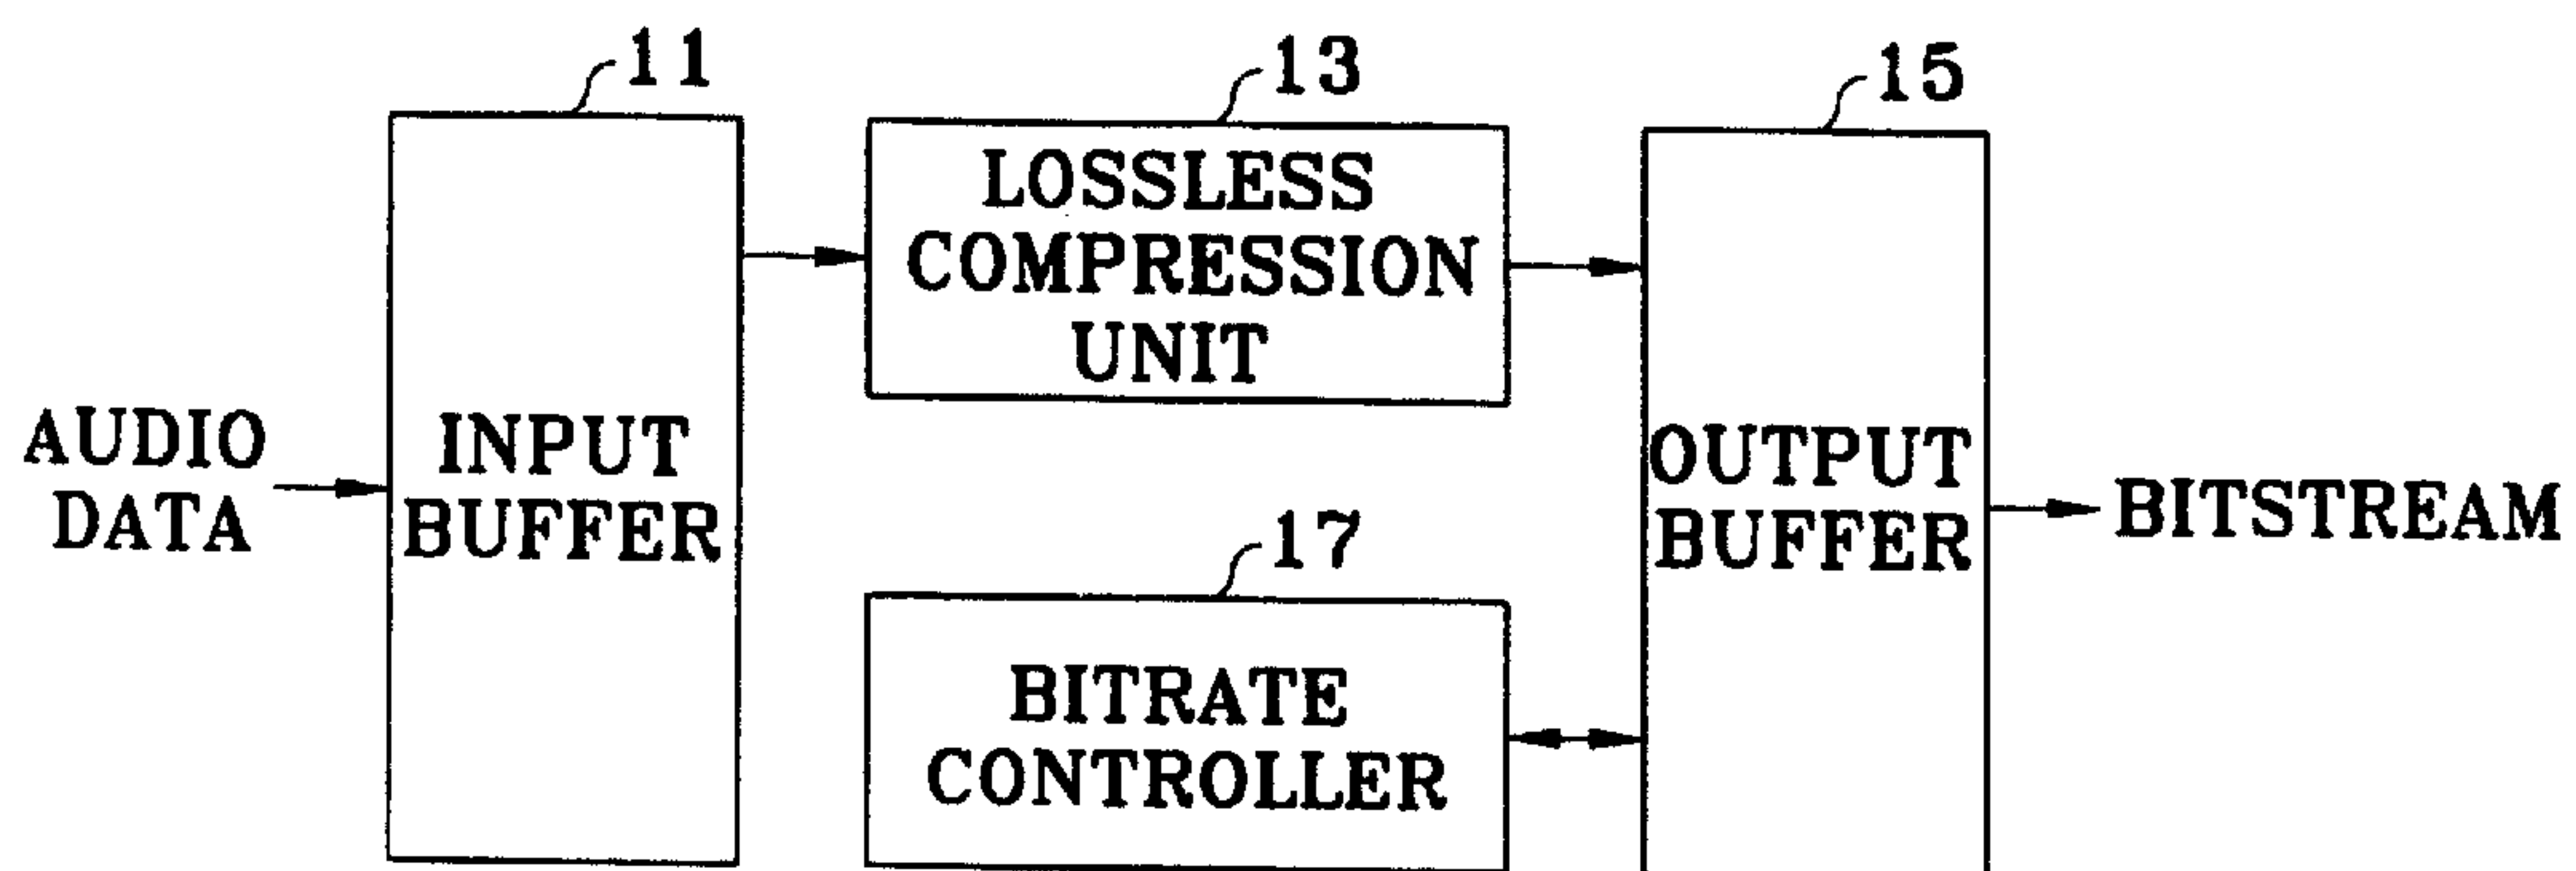 11
13
15
LOSSLESS
COMPRESSION
UNIT
AUDIO
DATA
INPUT
BUFFER
OUTPUT
BUFFER
BITSTREAM
17
BITRATE
CONTROLLER